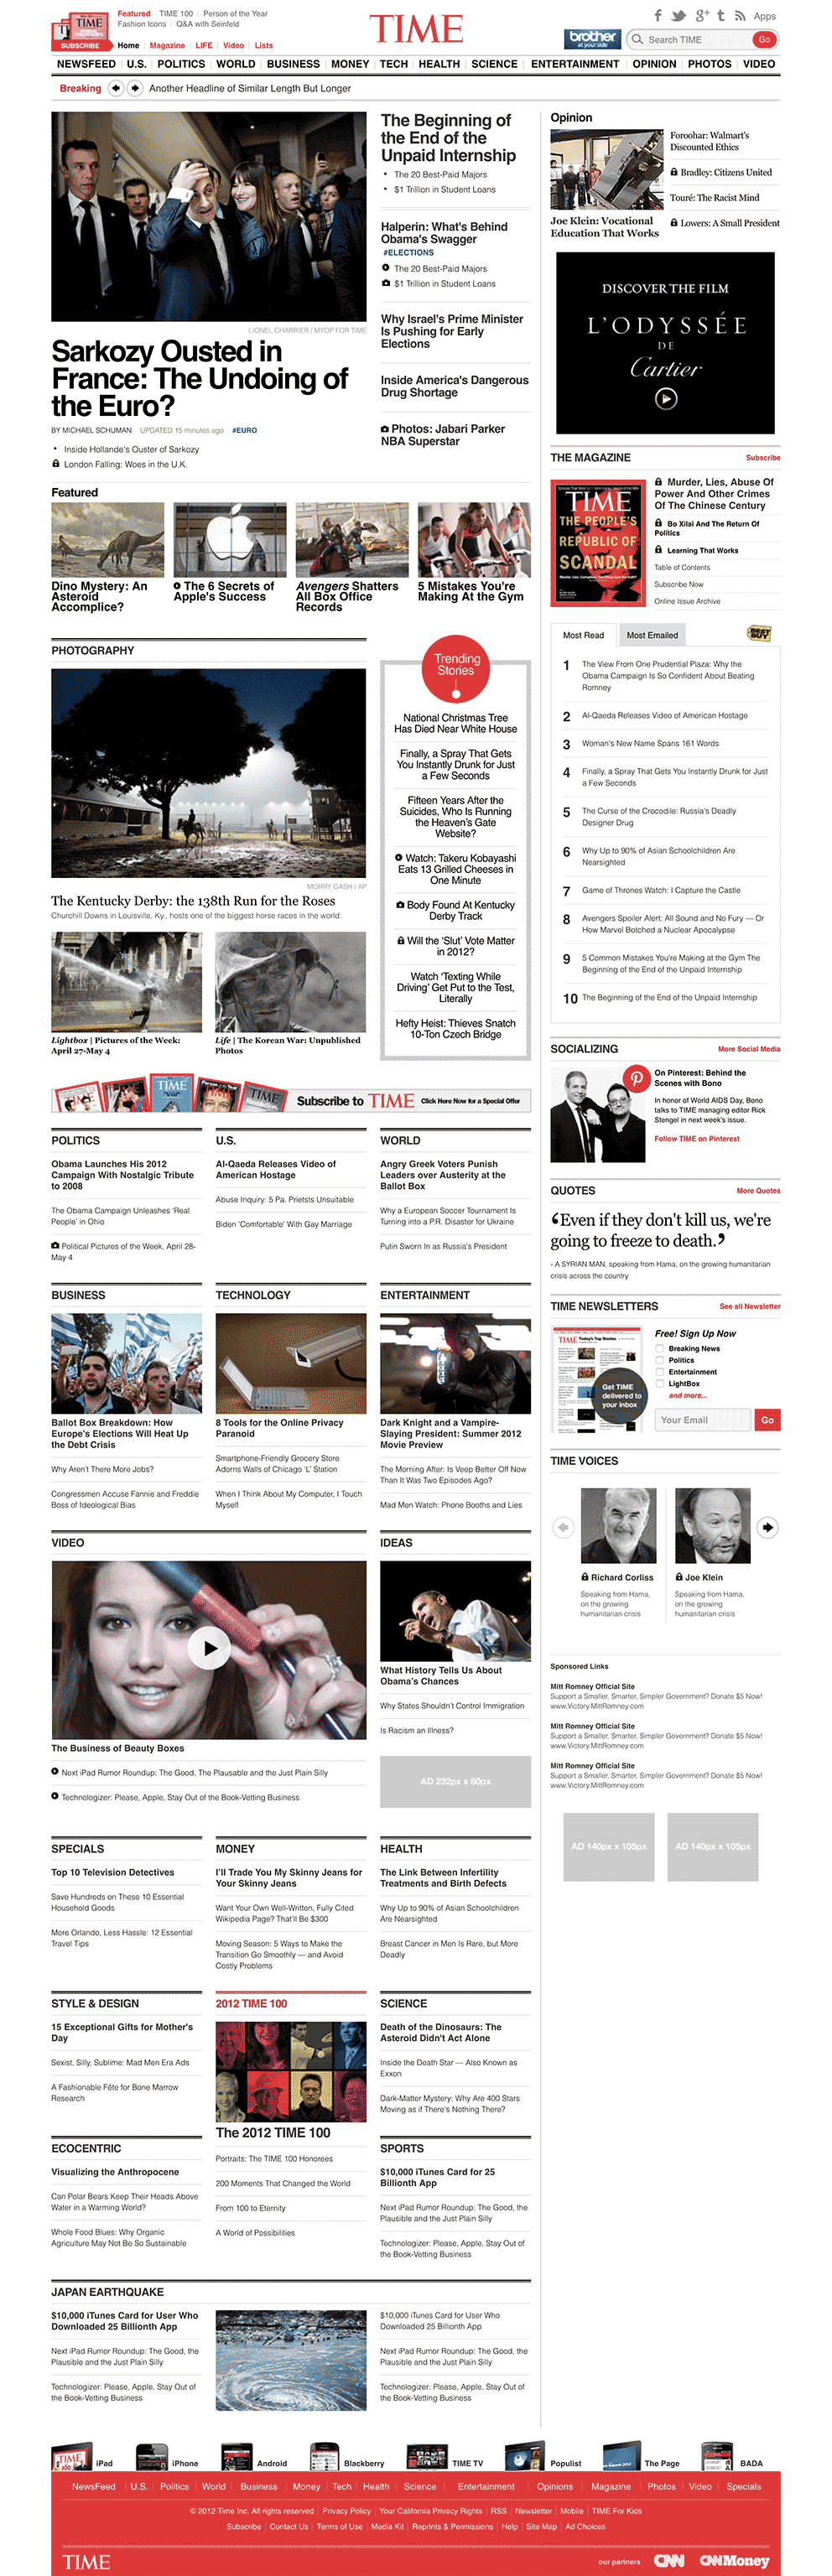 Featured TIME 100 | Person of the Year
Fashion Icons | Q&A with Seinfeld
SUBSCRIBE
Home | Magazine | LIFE | Video | Lists
TIME
Apps
brother
at your side
Search TIME
Go
NEWSFEED U.S. POLITICS WORLD BUSINESS MONEY TECH HEALTH SCIENCE ENTERTAINMENT OPINION PHOTOS VIDEO
Breaking
Another Headline of Similar Length But Longer
LIONEL CHARRIER / MYOP FOR TIME
Sarkozy Ousted in
France: The Undoing of
the Euro?
BY MICHAEL SCHUMAN UPDATED 15 minutes ago #EURO
• Inside Hollande's Ouster of Sarkozy
London Falling: Woes in the U.K.
The Beginning of
the End of the
Unpaid Internship
• The 20 Best-Paid Majors
• $1 Trillion in Student Loans
Halperin: What's Behind
Obama's Swagger
#ELECTIONS
The 20 Best-Paid Majors
$1 Trillion in Student Loans
Why Israel's Prime Minister
Is Pushing for Early
Elections
Inside America's Dangerous
Drug Shortage
Photos: Jabari Parker
NBA Superstar
Opinion
Joe Klein: Vocational
Education That Works
Foroohar: Walmart's
Discounted Ethics
Bradley: Citizens United
Touré: The Racist Mind
Lowers: A Small President
DISCOVER THE FILM
L'ODYSSÉE
DE
Cartier
Featured
Dino Mystery: An
Asteroid
Accomplice?
The 6 Secrets of
Apple's Success
Avengers Shatters
All Box Office
Records
5 Mistakes You're
Making At the Gym
THE MAGAZINE
Subscribe
TIME
THE PEOPLE'S
REPUBLIC OF
SCANDAL
Murder, Lies, Abuse Of
Power And Other Crimes
Of The Chinese Century
Bo Xilai And The Return Of
Politics
Learning That Works
Table of Contents
Subscribe Now
Online Issue Archive
Most Read
Most Emailed
BEST
BUY
1 The View From One Prudential Plaza: Why the
Obama Campaign Is So Confident About Beating
Romney
2 Al-Qaeda Releases Video of American Hostage
3 Woman's New Name Spans 161 Words
4 Finally, a Spray That Gets You Instantly Drunk for Just
a Few Seconds
5 The Curse of the Crocodile: Russia's Deadly
Designer Drug
6 Why Up to 90% of Asian Schoolchildren Are
Nearsighted
7 Game of Thrones Watch: I Capture the Castle
8 Avengers Spoiler Alert: All Sound and No Fury — Or
How Marvel Botched a Nuclear Apocalypse
9 5 Common Mistakes You're Making at the Gym The
Beginning of the End of the Unpaid Internship
10 The Beginning of the End of the Unpaid Internship
PHOTOGRAPHY
MORRY GASH / AP
The Kentucky Derby: the 138th Run for the Roses
Churchill Downs in Louisville, Ky., hosts one of the biggest horse races in the world.
Lightbox | Pictures of the Week:
April 27-May 4
Life | The Korean War: Unpublished
Photos
Trending
Stories
National Christmas Tree
Has Died Near White House
Finally, a Spray That Gets
You Instantly Drunk for Just
a Few Seconds
Fifteen Years After the
Suicides, Who Is Running
the Heaven's Gate
Website?
Watch: Takeru Kobayashi
Eats 13 Grilled Cheeses in
One Minute
Body Found At Kentucky
Derby Track
Will the 'Slut' Vote Matter
in 2012?
Watch 'Texting While
Driving' Get Put to the Test,
Literally
Hefty Heist: Thieves Snatch
10-Ton Czech Bridge
SOCIALIZING
More Social Media
On Pinterest: Behind the
Scenes with Bono
In honor of World AIDS Day, Bono
talks to TIME managing editor Rick
Stengel in next week's issue.
Follow TIME on Pinterest
Subscribe to TIME Click Here Now for a Special Offer
POLITICS
Obama Launches His 2012
Campaign With Nostalgic Tribute
to 2008
The Obama Campaign Unleashes 'Real
People' in Ohio
Political Pictures of the Week, April 28-
May 4
U.S.
Al-Qaeda Releases Video of
American Hostage
Abuse Inquiry: 5 Pa. Prietsts Unsuitable
Biden 'Comfortable' With Gay Marriage
WORLD
Angry Greek Voters Punish
Leaders over Austerity at the
Ballot Box
Why a European Soccer Tournament Is
Turning into a P.R. Disaster for Ukraine
Putin Sworn In as Russia's President
QUOTES
More Quotes
‘Even if they don't kill us, we're
going to freeze to death.’
- A SYRIAN MAN, speaking from Hama, on the growing humanitarian
crisis across the country
BUSINESS
Ballot Box Breakdown: How
Europe's Elections Will Heat Up
the Debt Crisis
Why Aren't There More Jobs?
Congressmen Accuse Fannie and Freddie
Boss of Ideological Bias
TECHNOLOGY
8 Tools for the Online Privacy
Paranoid
Smartphone-Friendly Grocery Store
Adorns Walls of Chicago 'L' Station
When I Think About My Computer, I Touch
Myself
ENTERTAINMENT
Dark Knight and a Vampire-
Slaying President: Summer 2012
Movie Preview
The Morning After: Is Veep Better Off Now
Than It Was Two Episodes Ago?
Mad Men Watch: Phone Booths and Lies
TIME NEWSLETTERS
See all Newsletter
Get TIME
delivered to
your inbox
Free! Sign Up Now
Breaking News
Politics
Entertainment
LightBox
and more...
Your Email
Go
TIME VOICES
Richard Corliss
Speaking from Hama,
on the growing
humanitarian crisis
Joe Klein
Speaking from Hama,
on the growing
humanitarian crisis
VIDEO
The Business of Beauty Boxes
Next iPad Rumor Roundup: The Good, The Plausable and the Just Plain Silly
Technologizer: Please, Apple, Stay Out of the Book-Vetting Business
IDEAS
What History Tells Us About
Obama's Chances
Why States Shouldn't Control Immigration
Is Racism an Illness?
AD 232px x 80px
Sponsored Links
Mitt Romney Official Site
Support a Smaller, Smarter, Simpler Government? Donate $5 Now!
www.Victory.MittRomney.com
Mitt Romney Official Site
Support a Smaller, Smarter, Simpler Government? Donate $5 Now!
www.Victory.MittRomney.com
Mitt Romney Official Site
Support a Smaller, Smarter, Simpler Government? Donate $5 Now!
www.Victory.MittRomney.com
AD 140px x 105px
AD 140px x 105px
SPECIALS
Top 10 Television Detectives
Save Hundreds on These 10 Essential
Household Goods
More Orlando, Less Hassle: 12 Essential
Travel Tips
MONEY
I'll Trade You My Skinny Jeans for
Your Skinny Jeans
Want Your Own Well-Written, Fully Cited
Wikipedia Page? That'll Be $300
Moving Season: 5 Ways to Make the
Transition Go Smoothly — and Avoid
Costly Problems
HEALTH
The Link Between Infertility
Treatments and Birth Defects
Why Up to 90% of Asian Schoolchildren
Are Nearsighted
Breast Cancer in Men Is Rare, but More
Deadly
STYLE & DESIGN
15 Exceptional Gifts for Mother's
Day
Sexist, Silly, Sublime: Mad Men Era Ads
A Fashionable Fête for Bone Marrow
Research
2012 TIME 100
The 2012 TIME 100
Portraits: The TIME 100 Honorees
200 Moments That Changed the World
From 100 to Eternity
A World of Possibilities
SCIENCE
Death of the Dinosaurs: The
Asteroid Didn't Act Alone
Inside the Death Star — Also Known as
Exxon
Dark-Matter Mystery: Why Are 400 Stars
Moving as if There's Nothing There?
ECOCENTRIC
Visualizing the Anthropocene
Can Polar Bears Keep Their Heads Above
Water in a Warming World?
Whole Food Blues: Why Organic
Agriculture May Not Be So Sustainable
SPORTS
$10,000 iTunes Card for 25
Billionth App
Next iPad Rumor Roundup: The Good, the
Plausible and the Just Plain Silly
Technologizer: Please, Apple, Stay Out of
the Book-Vetting Business
JAPAN EARTHQUAKE
$10,000 iTunes Card for User Who
Downloaded 25 Billionth App
Next iPad Rumor Roundup: The Good, the
Plausible and the Just Plain Silly
Technologizer: Please, Apple, Stay Out of
the Book-Vetting Business
$10,000 iTunes Card for User Who
Downloaded 25 Billionth App
Next iPad Rumor Roundup: The Good, the
Plausible and the Just Plain Silly
Technologizer: Please, Apple, Stay Out of
the Book-Vetting Business
iPad iPhone Android Blackberry TIME TV Populist The Page BADA
NewsFeed U.S. Politics World Business Money Tech Health Science Entertainment Opinions Magazine Photos Video Specials
© 2012 Time Inc. All rights reserved | Privacy Policy | Your California Privacy Rights | RSS | Newsletter | Mobile | TIME For Kids
Subscribe | Contact Us | Terms of Use | Media Kit | Reprints & Permissions | Help | Site Map | Ad Choices
TIME
our partners CNN CNNMoney